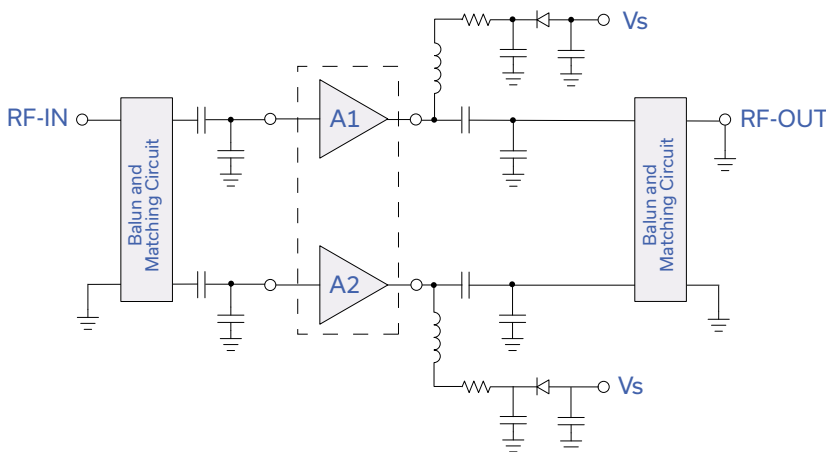 Vs
RF-IN
A1
RF-OUT
Balun and
Matching Circuit
Balun and
Matching Circuit
A2
Vs